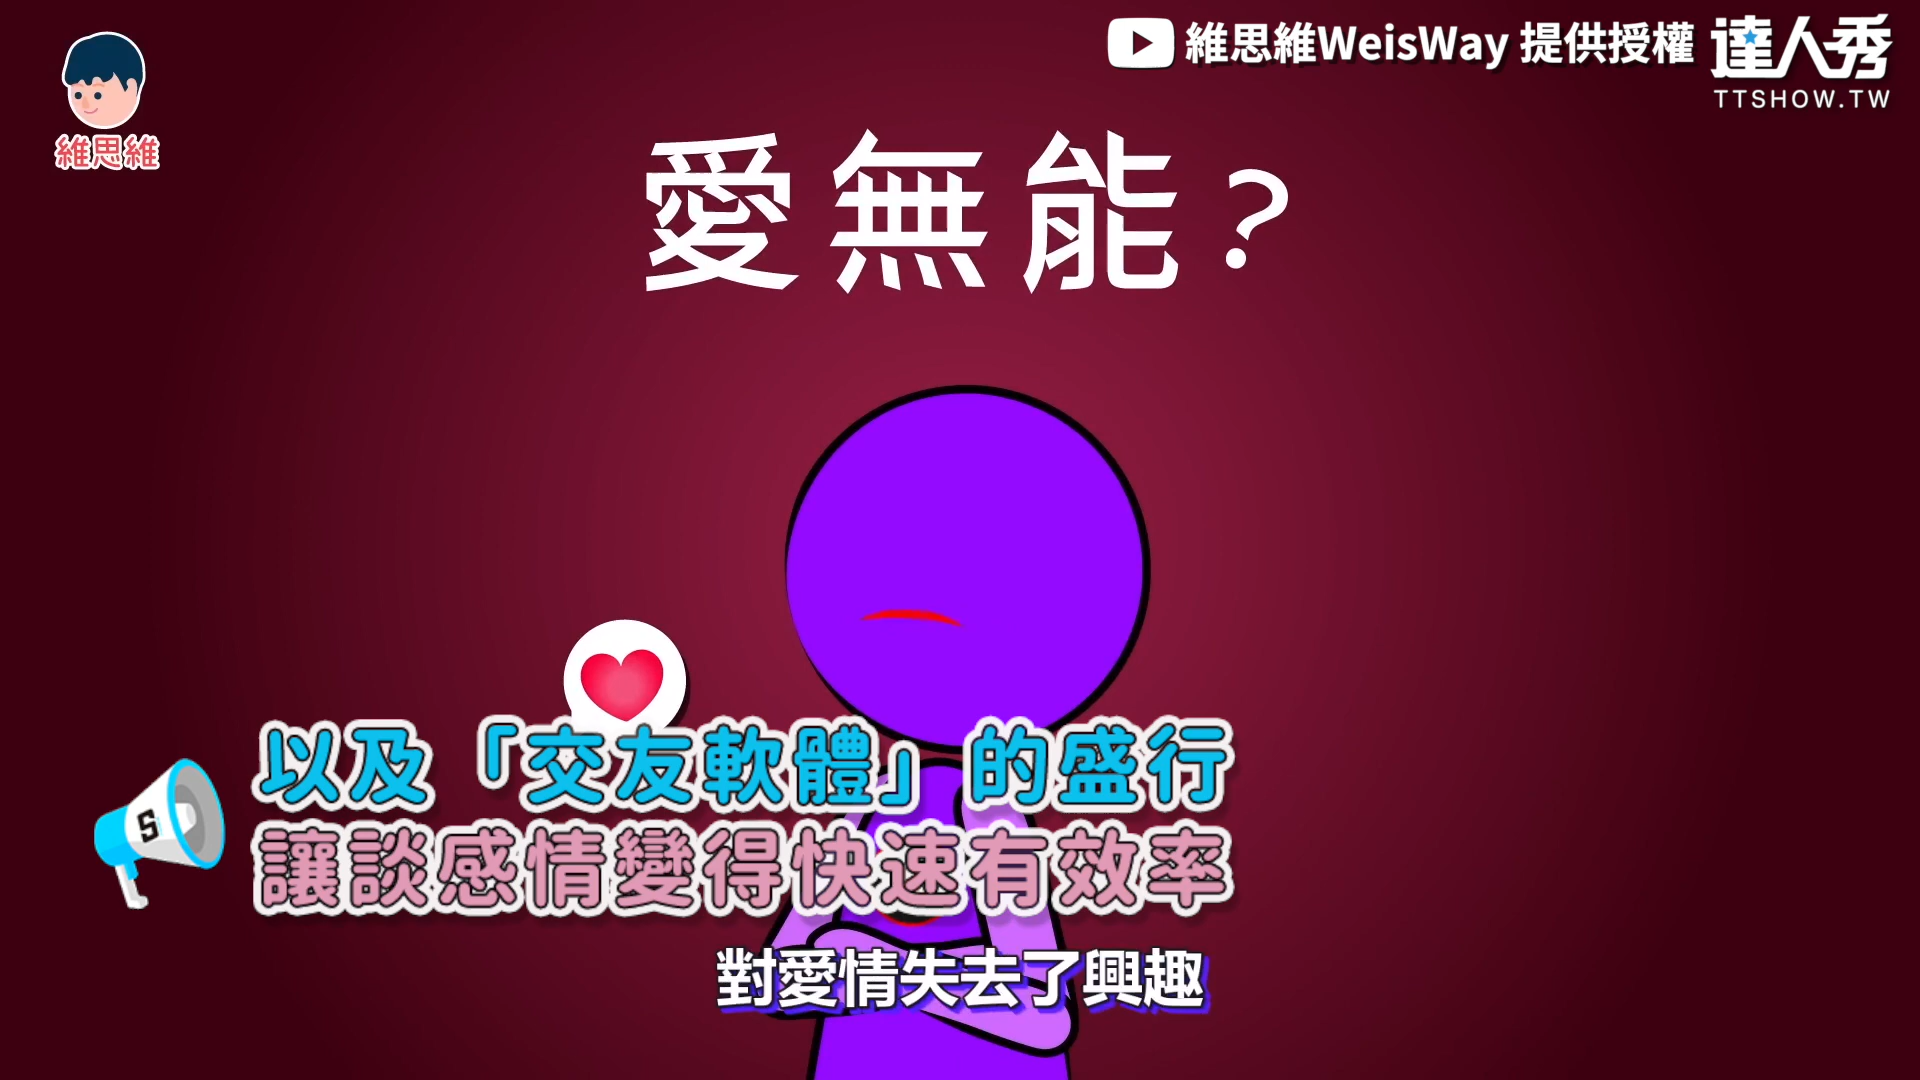 維思維WeisWay 提供授權
達人秀
TTSHOW.TW
維思維
愛無能?
以及「交友軟體」的盛行
讓談感情變得快速有效率
S
對愛情失去了興趣